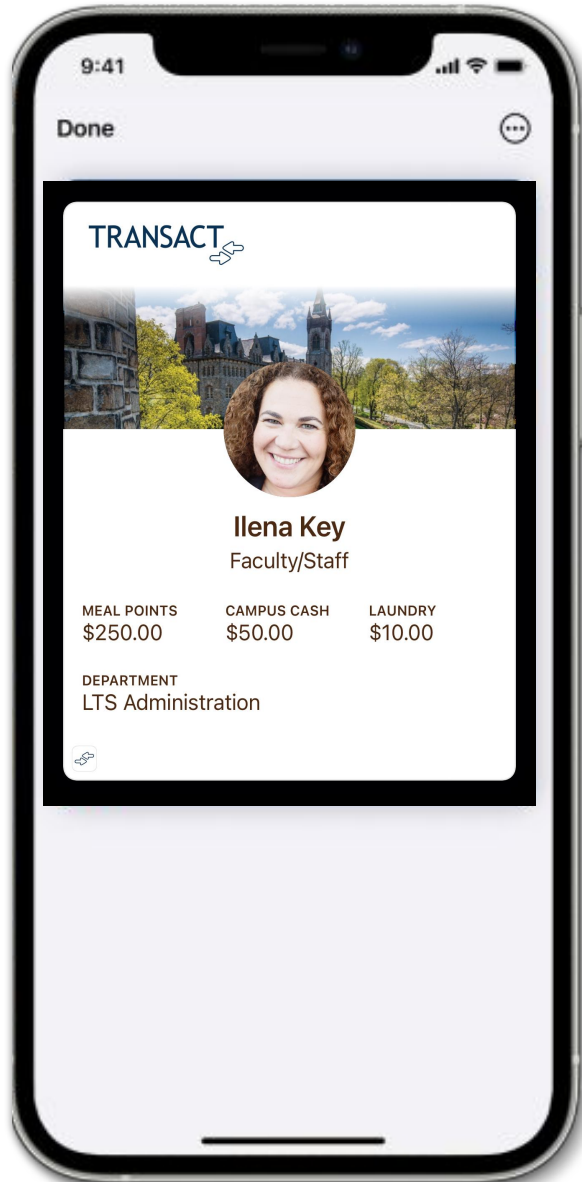 9:41
Done
TRANSACT
Ilena Key
Faculty/Staff
MEAL POINTS CAMPUS CASH LAUNDRY
$250.00 $50.00 $10.00
DEPARTMENT
LTS Administration